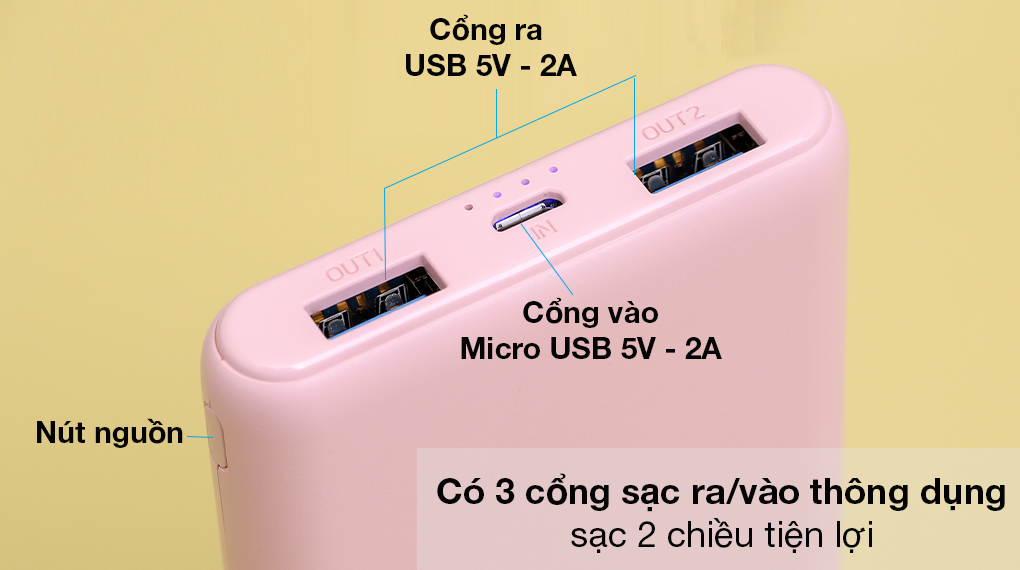 Cổng ra
USB 5V - 2A
OUT2
IN
OUT1
Cổng vào
Micro USB 5V - 2A
Nút nguồn
Có 3 cổng sạc ra/vào thông dụng
sạc 2 chiều tiện lợi